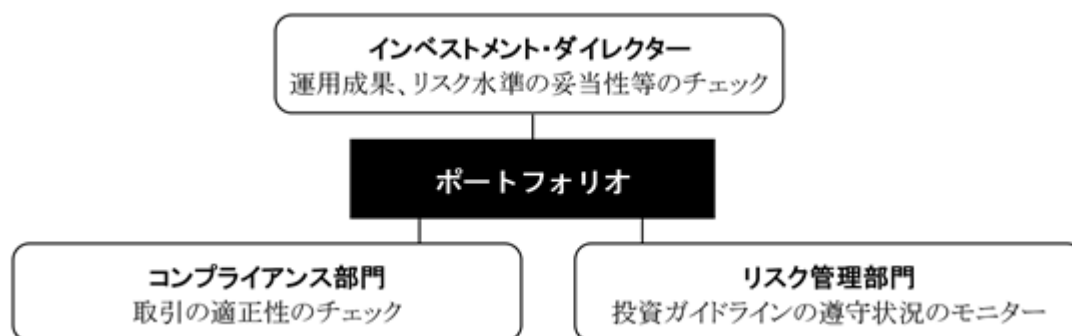 インベストメント・ダイレクター
運用成果、リスク水準の妥当性等のチェック
ポートフォリオ
コンプライアンス部門
取引の適正性のチェック
リスク管理部門
投資ガイドラインの遵守状況のモニター